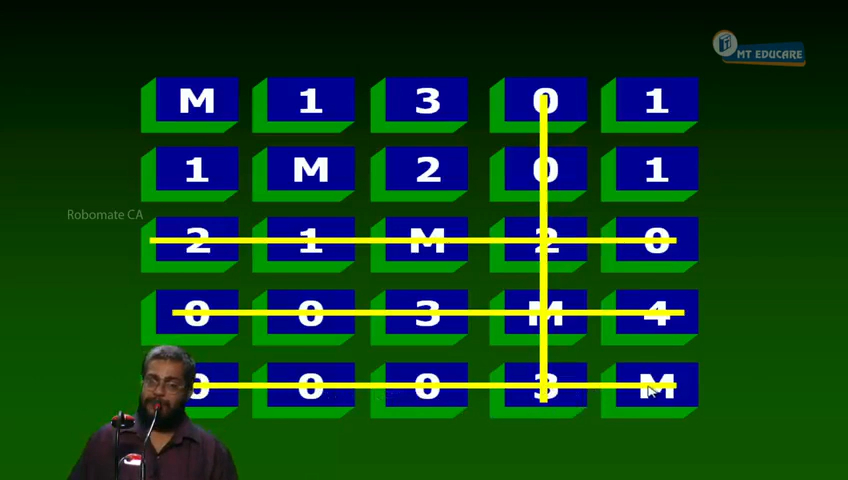 MT EDUCARE
M 1 3 0 1
1 M 2 0 1
Robomate CA
2 1 M 2 0
0 0 3 M 4
0 0 0 3 M